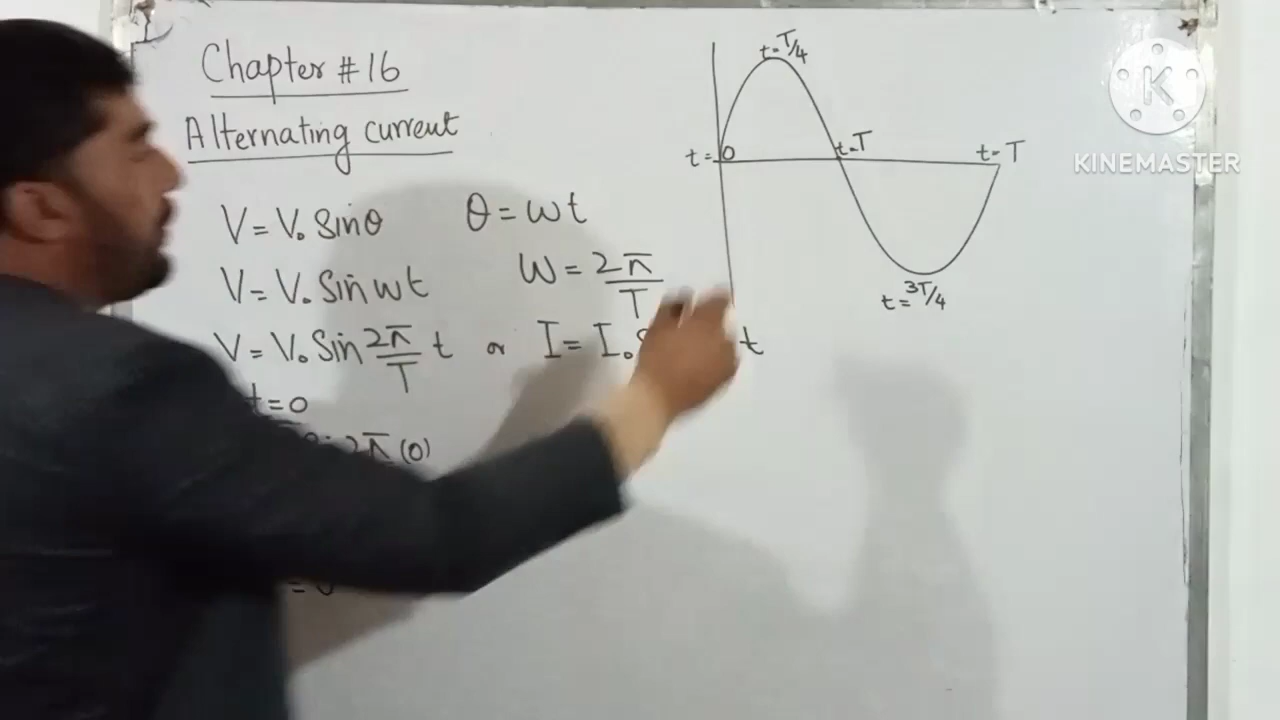 Chapter # 16
Alternating current
V = V₀ Sinθ θ = ωt
V = V₀ Sin ωt ω = 2π/T
V = V₀ Sin 2π/T t or I = I₀ t
t = 0
2π (0)
t = T/4
t = 0
t = T
t = T
t = 3T/4
K
KINEMASTER